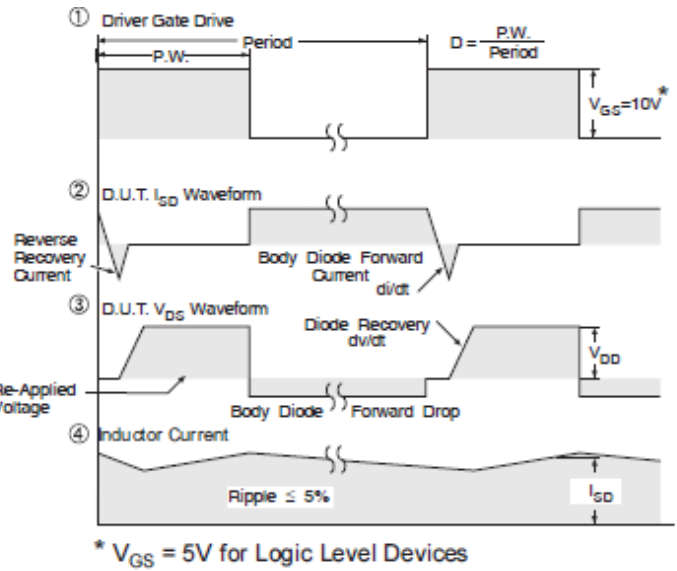 ① Driver Gate Drive
Period
P.W.
D = P.W. / Period
V_GS=10V *
② D.U.T. I_SD Waveform
Reverse
Recovery
Current
Body Diode Forward
Current
di/dt
③ D.U.T. V_DS Waveform
Diode Recovery
dv/dt
V_DD
Re-Applied
Voltage
Body Diode Forward Drop
④ Inductor Current
Ripple ≤ 5%
I_SD
* V_GS = 5V for Logic Level Devices